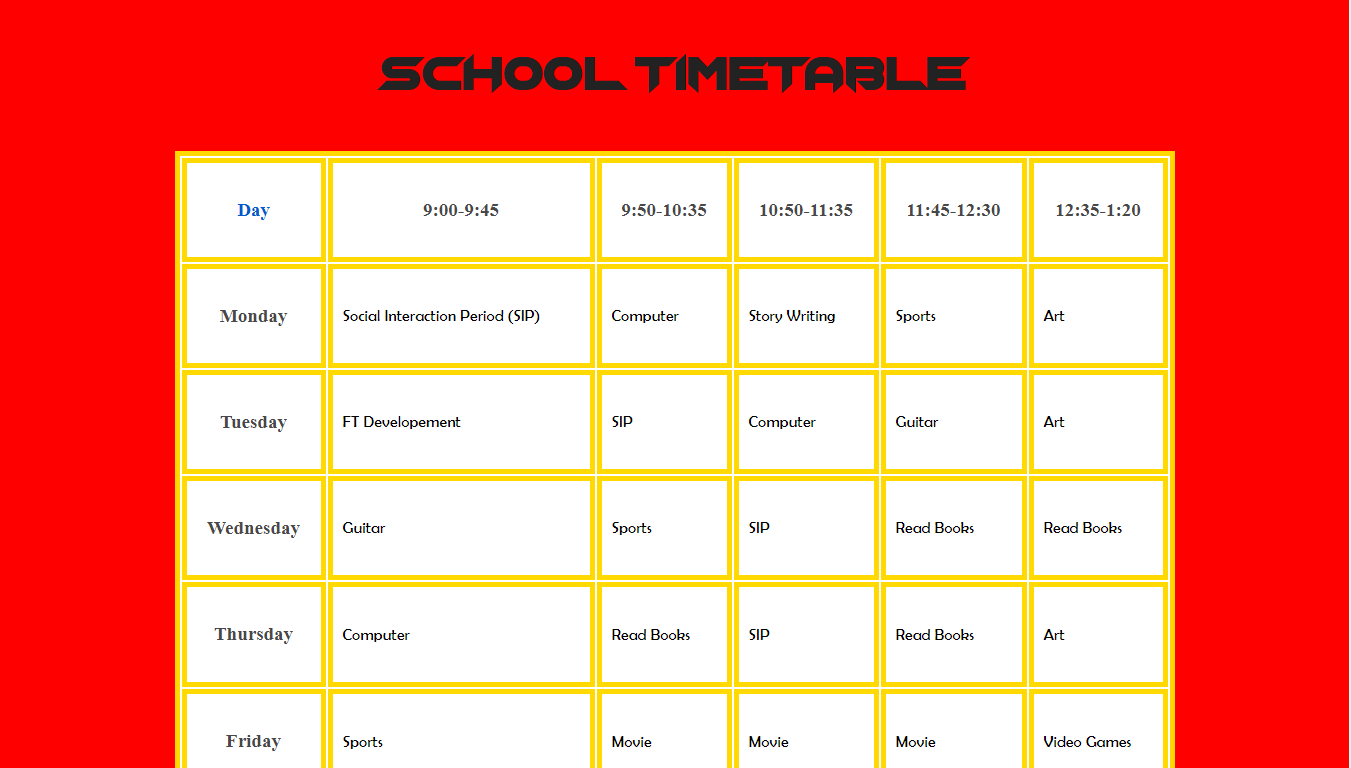 SCHOOL TIMETABLE
Day 9:00-9:45 9:50-10:35 10:50-11:35 11:45-12:30 12:35-1:20
Monday Social Interaction Period (SIP) Computer Story Writing Sports Art
Tuesday FT Developement SIP Computer Guitar Art
Wednesday Guitar Sports SIP Read Books Read Books
Thursday Computer Read Books SIP Read Books Art
Friday Sports Movie Movie Movie Video Games